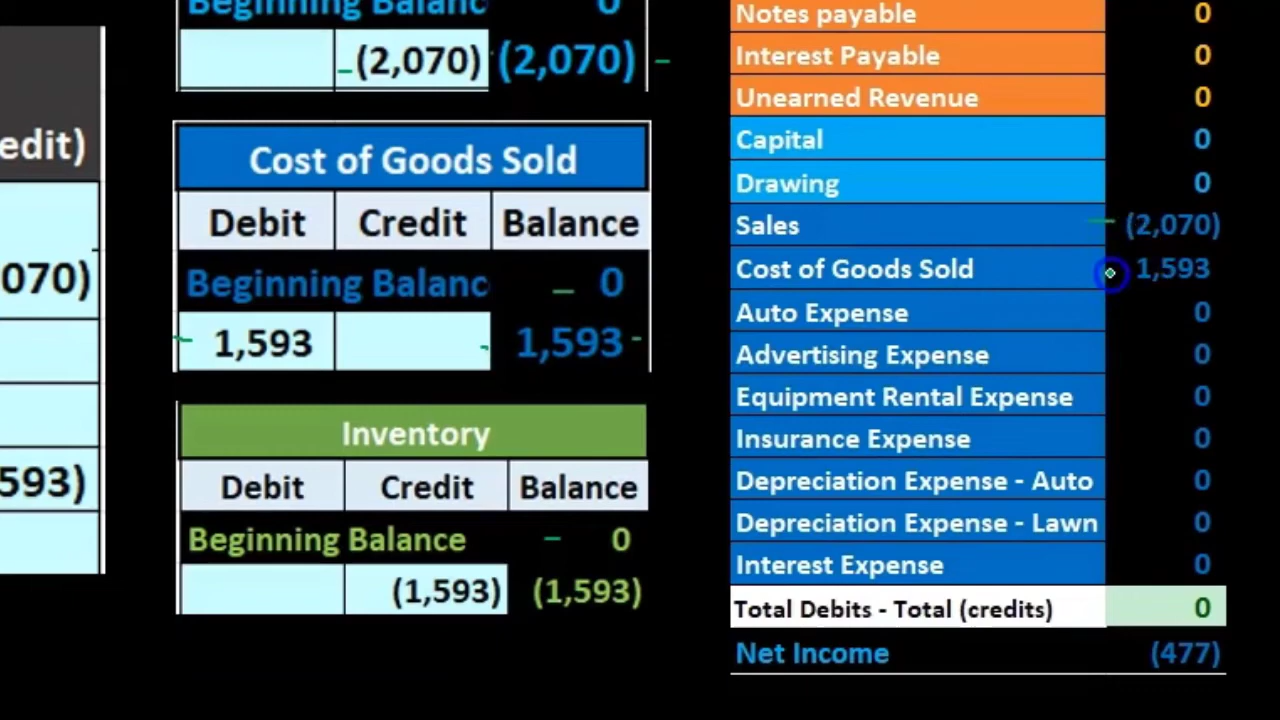 edit)
070)
593)
Beginning Balanc 0
(2,070) (2,070)
Cost of Goods Sold
Debit Credit Balance
Beginning Balanc 0
1,593 1,593
Inventory
Debit Credit Balance
Beginning Balance 0
(1,593) (1,593)
Notes payable 0
Interest Payable 0
Unearned Revenue 0
Capital 0
Drawing 0
Sales (2,070)
Cost of Goods Sold 1,593
Auto Expense 0
Advertising Expense 0
Equipment Rental Expense 0
Insurance Expense 0
Depreciation Expense - Auto 0
Depreciation Expense - Lawn 0
Interest Expense 0
Total Debits - Total (credits) 0
Net Income (477)